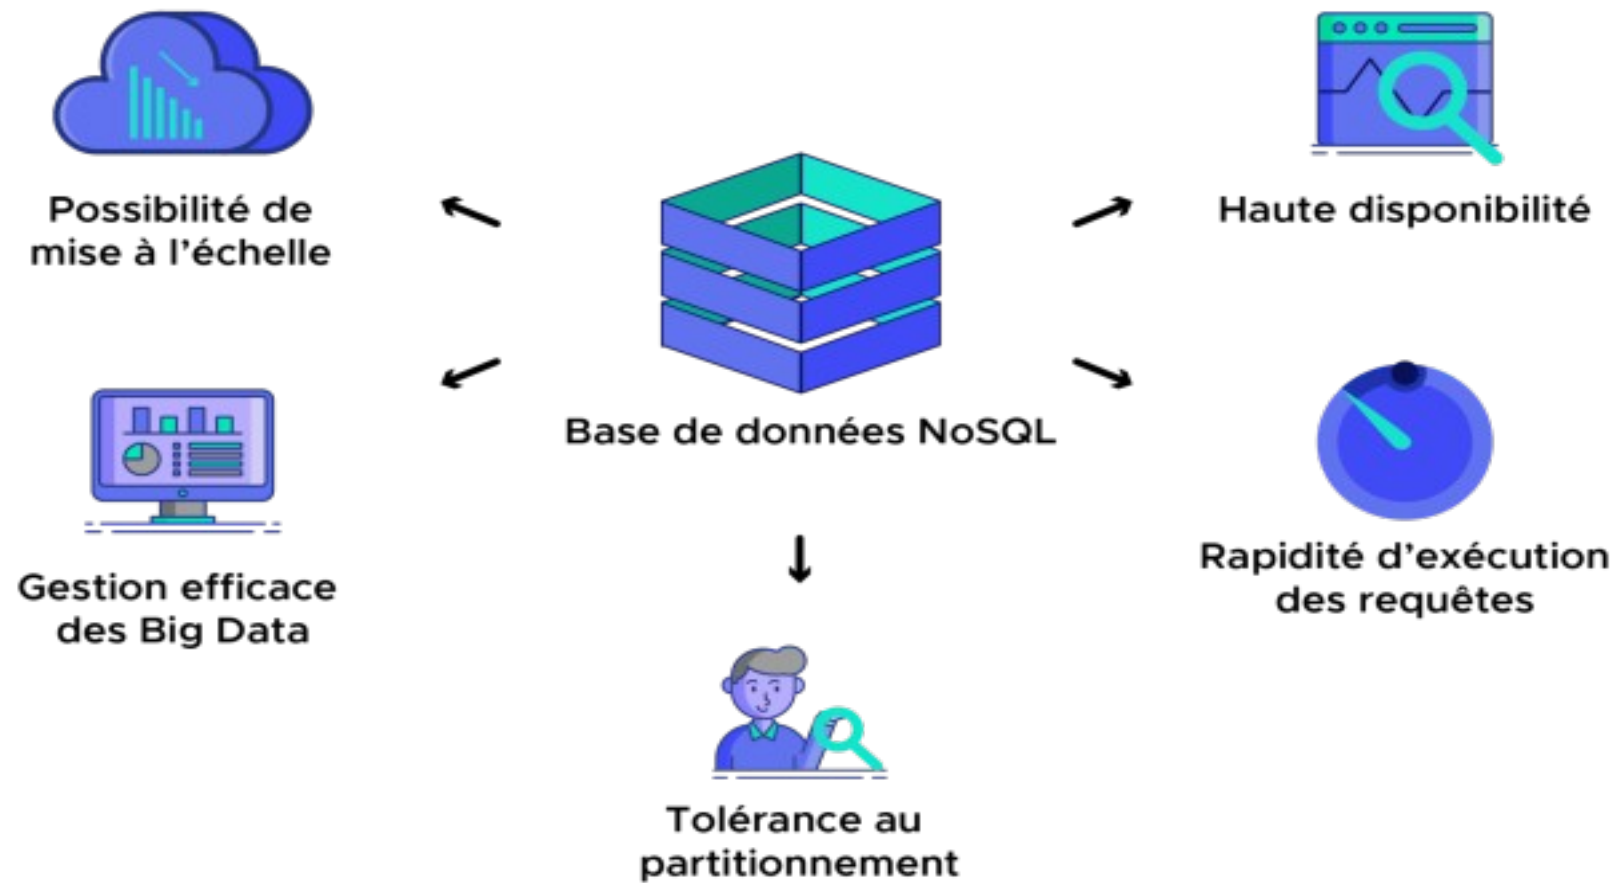 Possibilité de
mise à l’échelle
Haute disponibilité
Base de données NoSQL
Gestion efficace
des Big Data
Rapidité d’exécution
des requêtes
Tolérance au
partitionnement